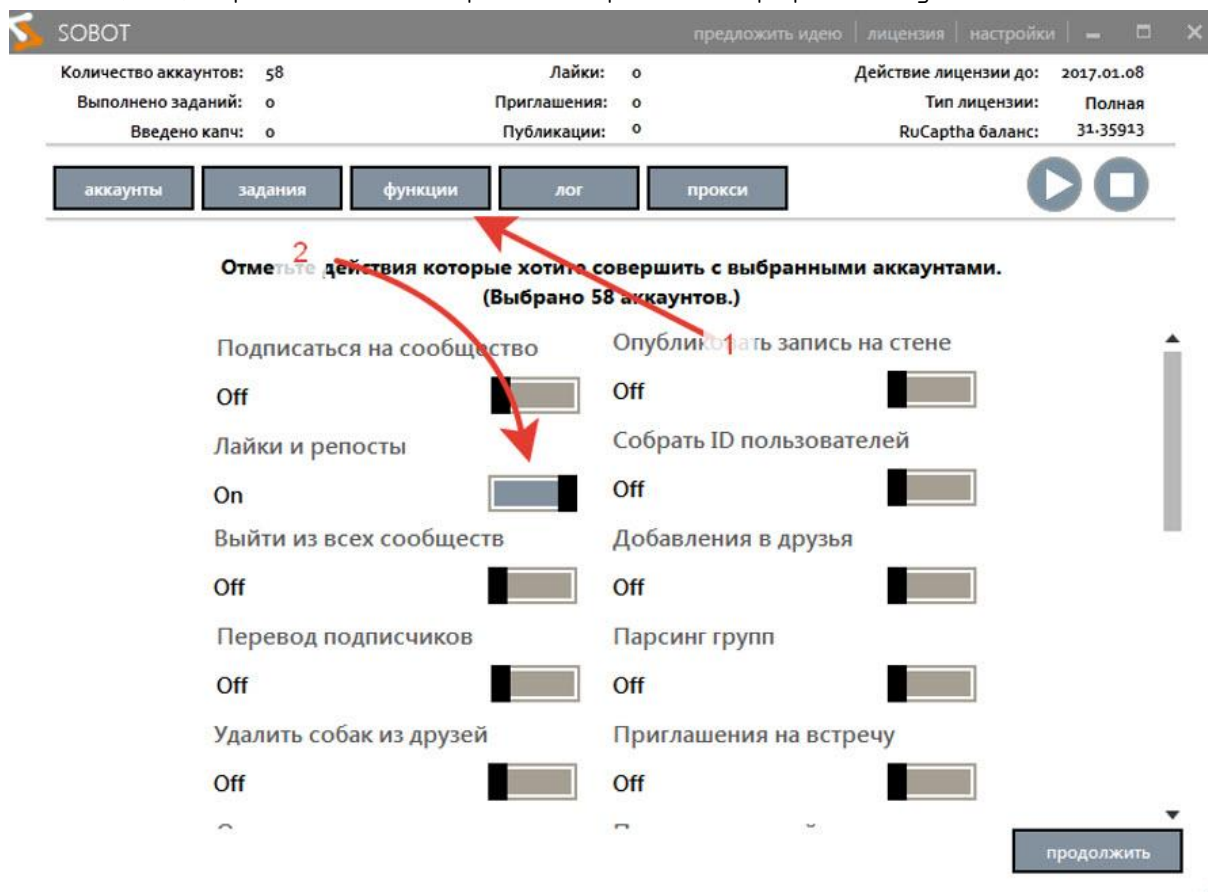 SOBOT
предложить идею
лицензия
настройки
Количество аккаунтов: 58
Лайки: 0
Действие лицензии до: 2017.01.08
Выполнено заданий: 0
Приглашения: 0
Тип лицензии: Полная
Введено капч: 0
Публикации: 0
RuCaptha баланс: 31.35913
аккаунты
задания
функции
лог
прокси
2
Отметьте действия которые хотите совершить с выбранными аккаунтами.
(Выбрано 58 аккаунтов.)
1
Подписаться на сообщество
Опубликовать запись на стене
Off
Off
Лайки и репосты
Собрать ID пользователей
On
Off
Выйти из всех сообществ
Добавления в друзья
Off
Off
Перевод подписчиков
Парсинг групп
Off
Off
Удалить собак из друзей
Приглашения на встречу
Off
Off
продолжить